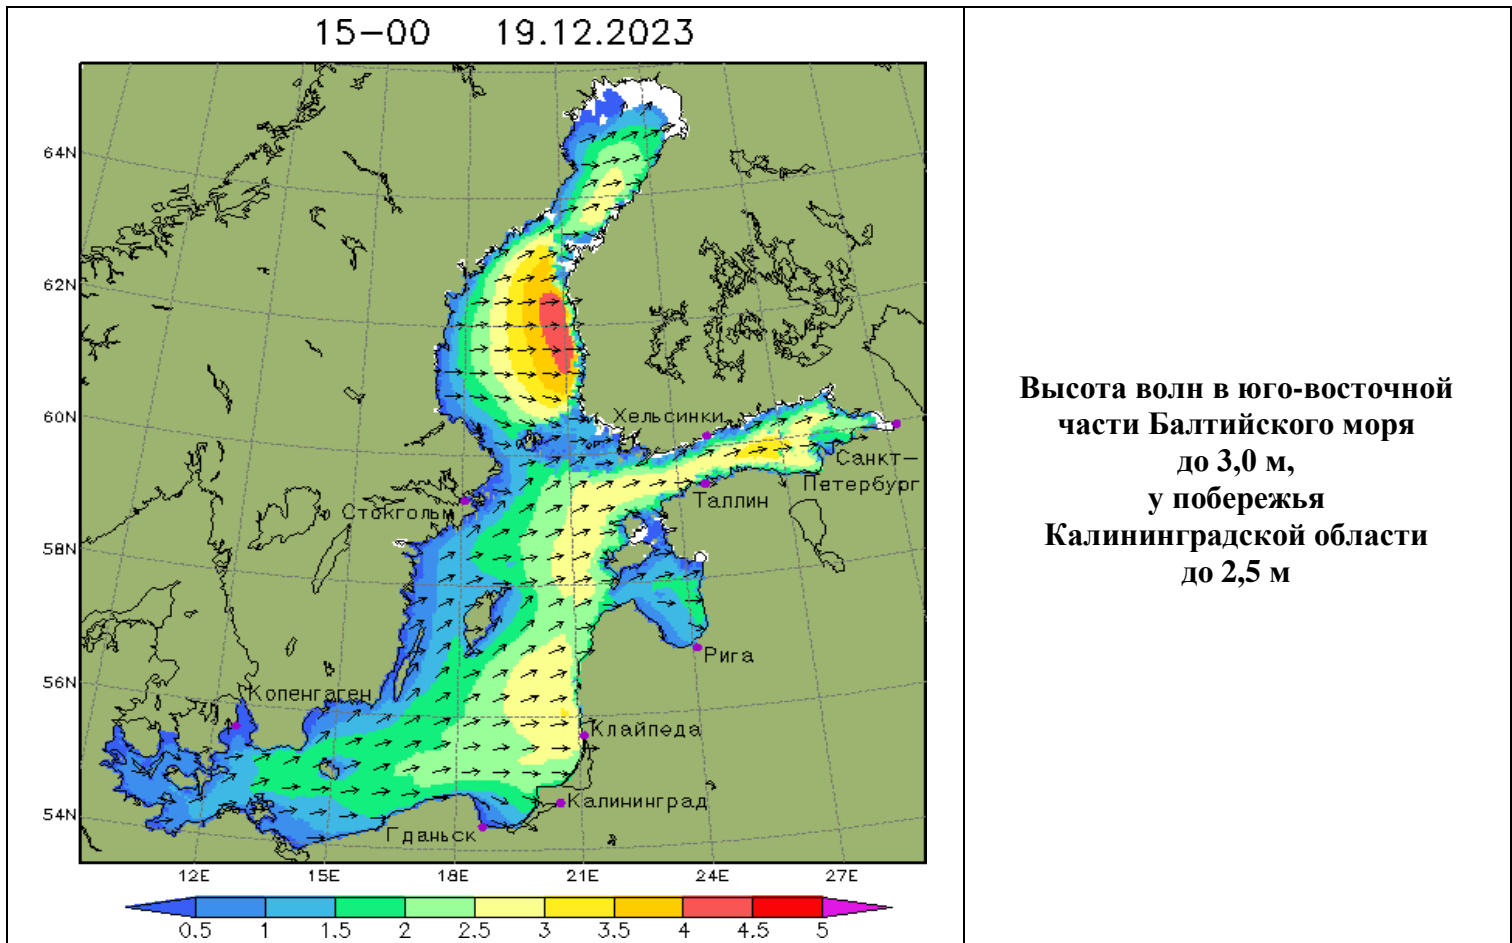 15-00 19.12.2023
64N
62N
60N
58N
56N
54N
Хельсинки
Санкт-
Петербург
Таллин
Стокгольм
Рига
Копенгаген
Клайпеда
Калининград
Гданьск
12E 15E 18E 21E 24E 27E
0.5 1 1.5 2 2.5 3 3.5 4 4.5 5
Высота волн в юго-восточной
части Балтийского моря
до 3,0 м,
у побережья
Калининградской области
до 2,5 м